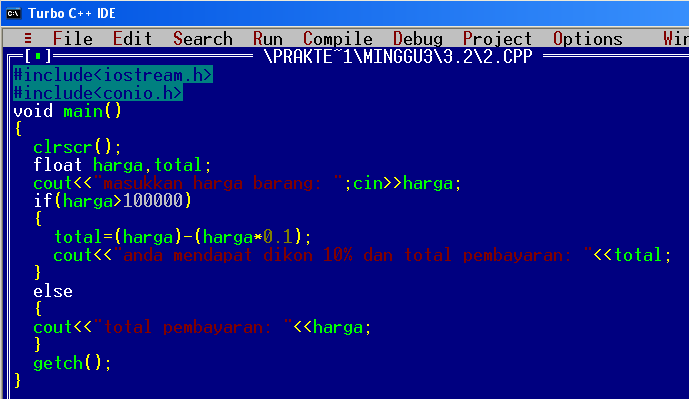 Turbo C++ IDE
≡ File Edit Search Run Compile Debug Project Options Win
[▪] \PRAKTE~1\MINGGU3\3.2\2.CPP
#include<iostream.h>
#include<conio.h>
void main()
{
clrscr();
float harga,total;
cout<<"masukkan harga barang: ";cin>>harga;
if(harga>100000)
{
total=(harga)-(harga*0.1);
cout<<"anda mendapat dikon 10% dan total pembayaran: "<<total;
}
else
{
cout<<"total pembayaran: "<<harga;
}
getch();
}